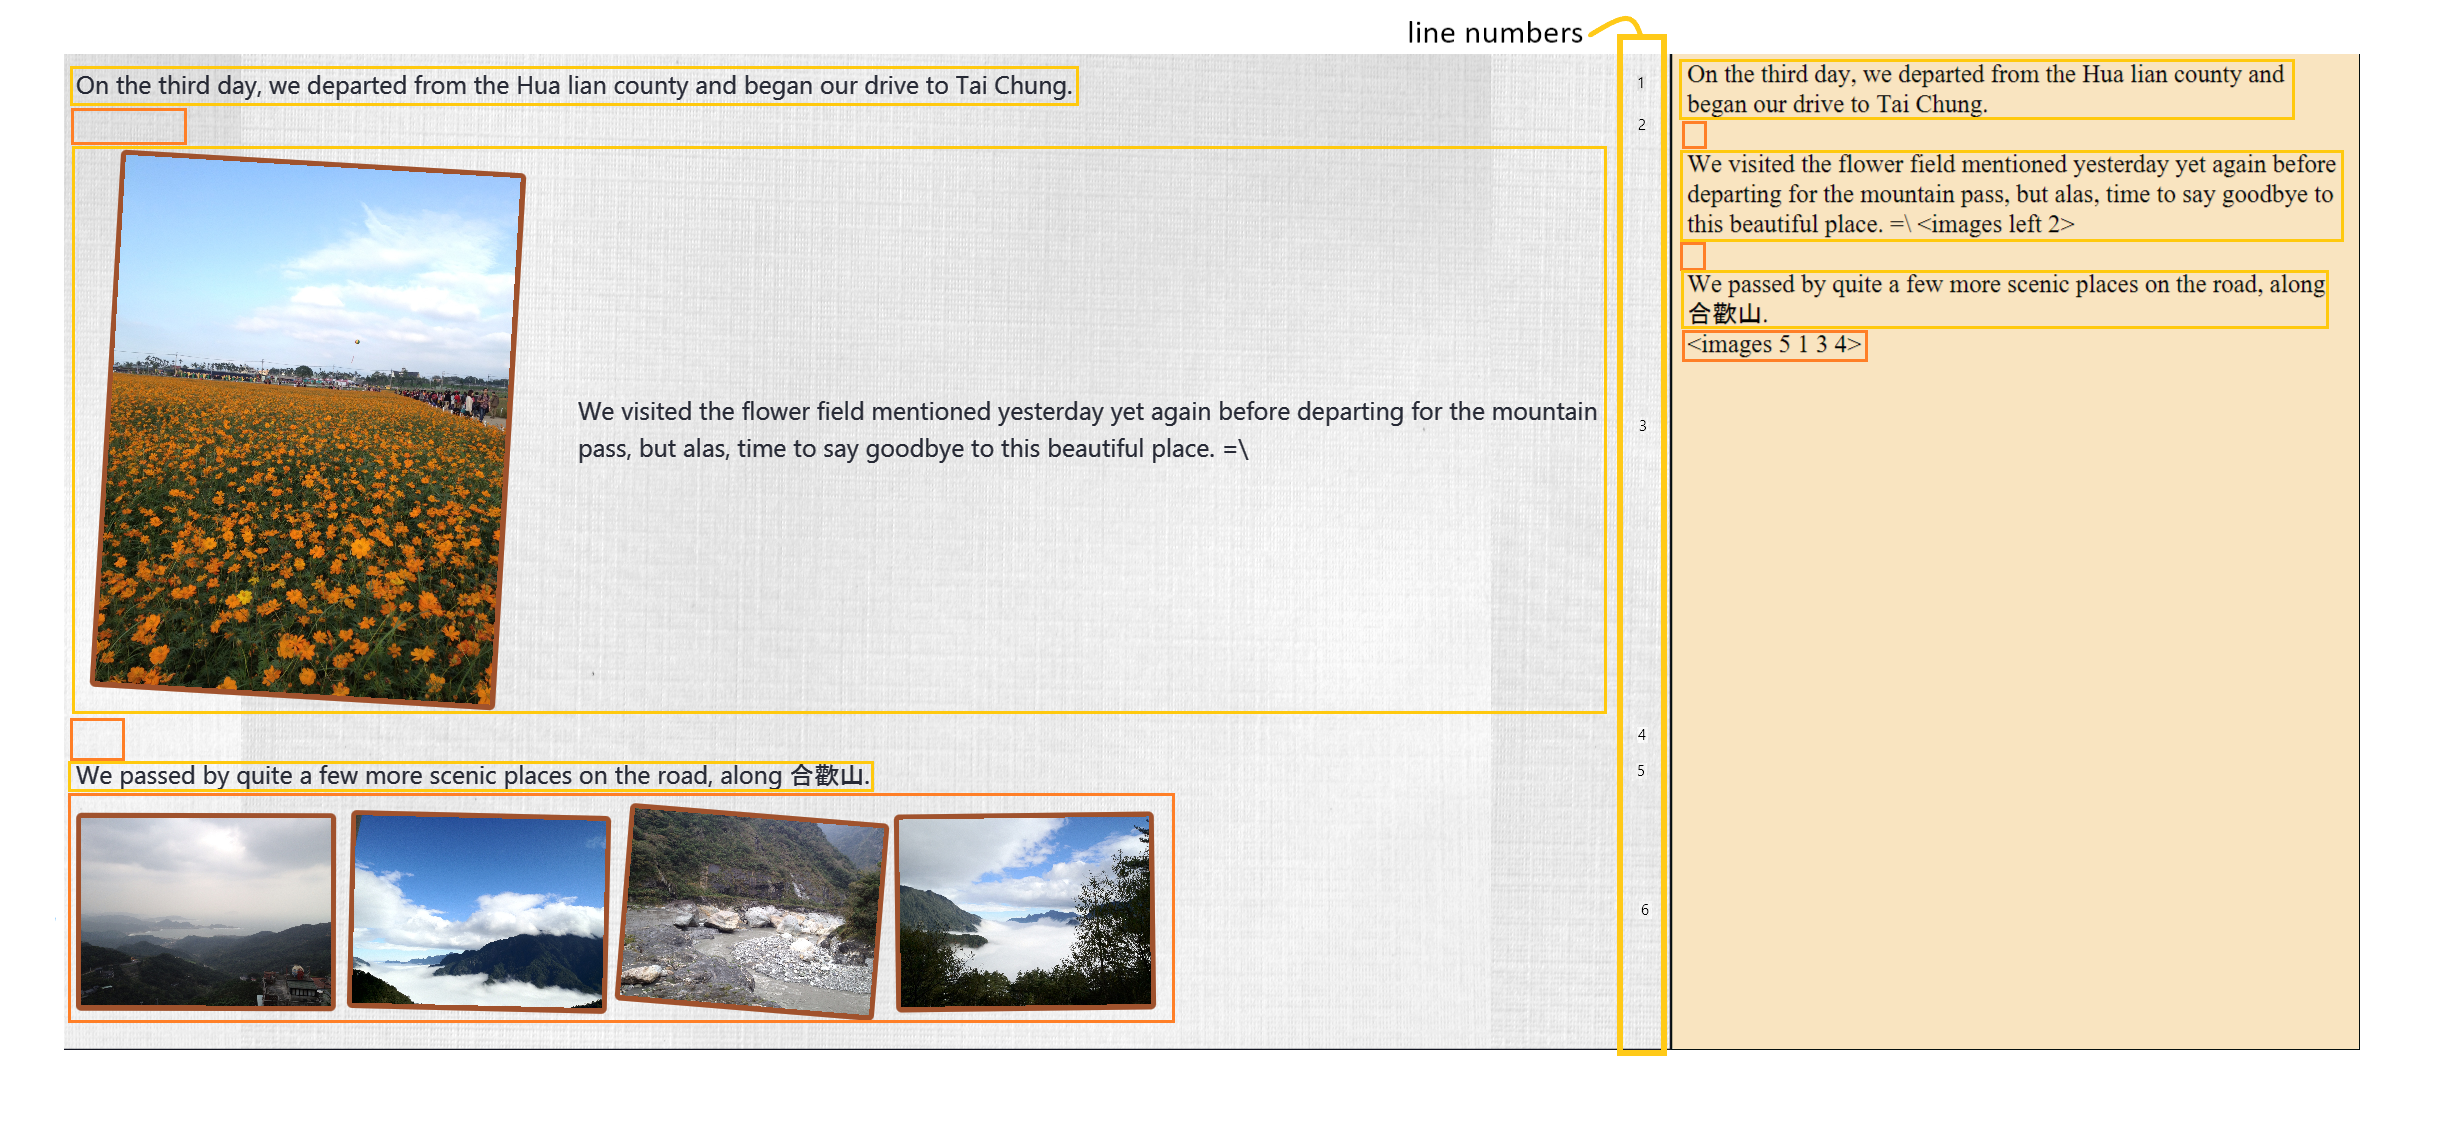 line numbers
On the third day, we departed from the Hua lian county and began our drive to Tai Chung.
We visited the flower field mentioned yesterday yet again before departing for the mountain
pass, but alas, time to say goodbye to this beautiful place. =\
We passed by quite a few more scenic places on the road, along 合歡山.
1
2
3
4
5
6
On the third day, we departed from the Hua lian county and
began our drive to Tai Chung.
We visited the flower field mentioned yesterday yet again before
departing for the mountain pass, but alas, time to say goodbye to
this beautiful place. =\ <images left 2>
We passed by quite a few more scenic places on the road, along
合歡山.
<images 5 1 3 4>